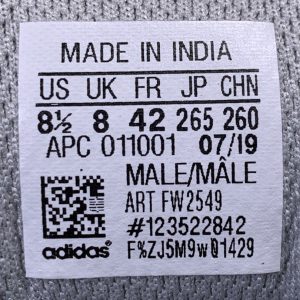 MADE IN INDIA
US UK FR JP CHN
8½ 8 42 265 260
APC 011001 07/19
MALE/MÂLE
ART FW2549
#123522842
adidas F%ZJ5M9wQ1429